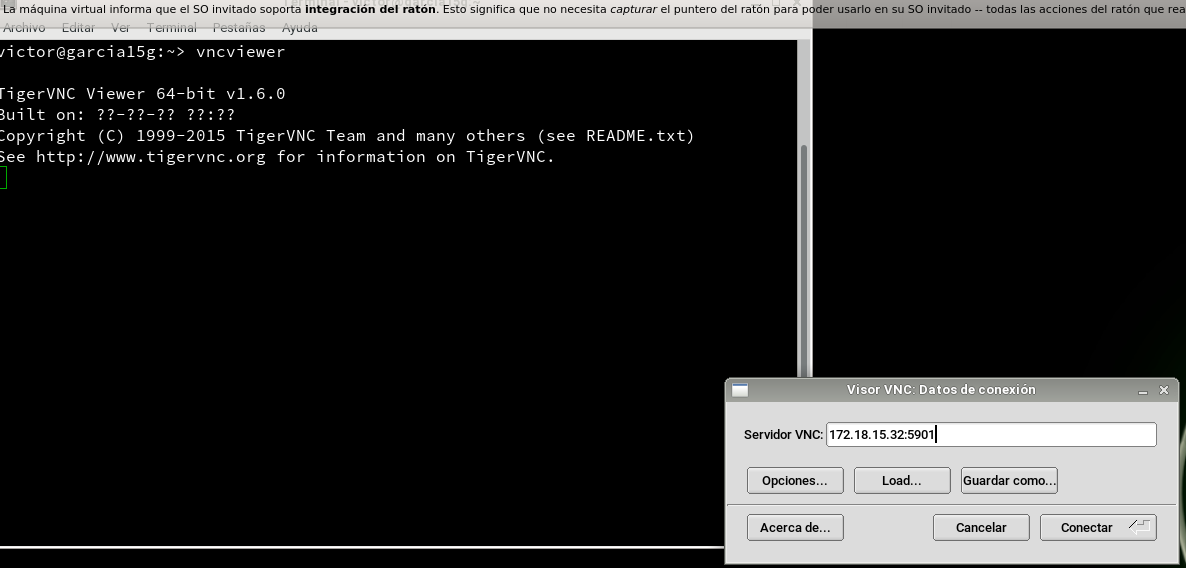 La máquina virtual informa que el SO invitado soporta integración del ratón. Esto significa que no necesita capturar el puntero del ratón para poder usarlo en su SO invitado -- todas las acciones del ratón que rea
Archivo Editar Ver Terminal Pestañas Ayuda
victor@garcia15g:~> vncviewer
TigerVNC Viewer 64-bit v1.6.0
Built on: ??-??-?? ??:??
Copyright (C) 1999-2015 TigerVNC Team and many others (see README.txt)
See http://www.tigervnc.org for information on TigerVNC.
Visor VNC: Datos de conexión
Servidor VNC: 172.18.15.32:5901
Opciones... Load... Guardar como...
Acerca de... Cancelar Conectar